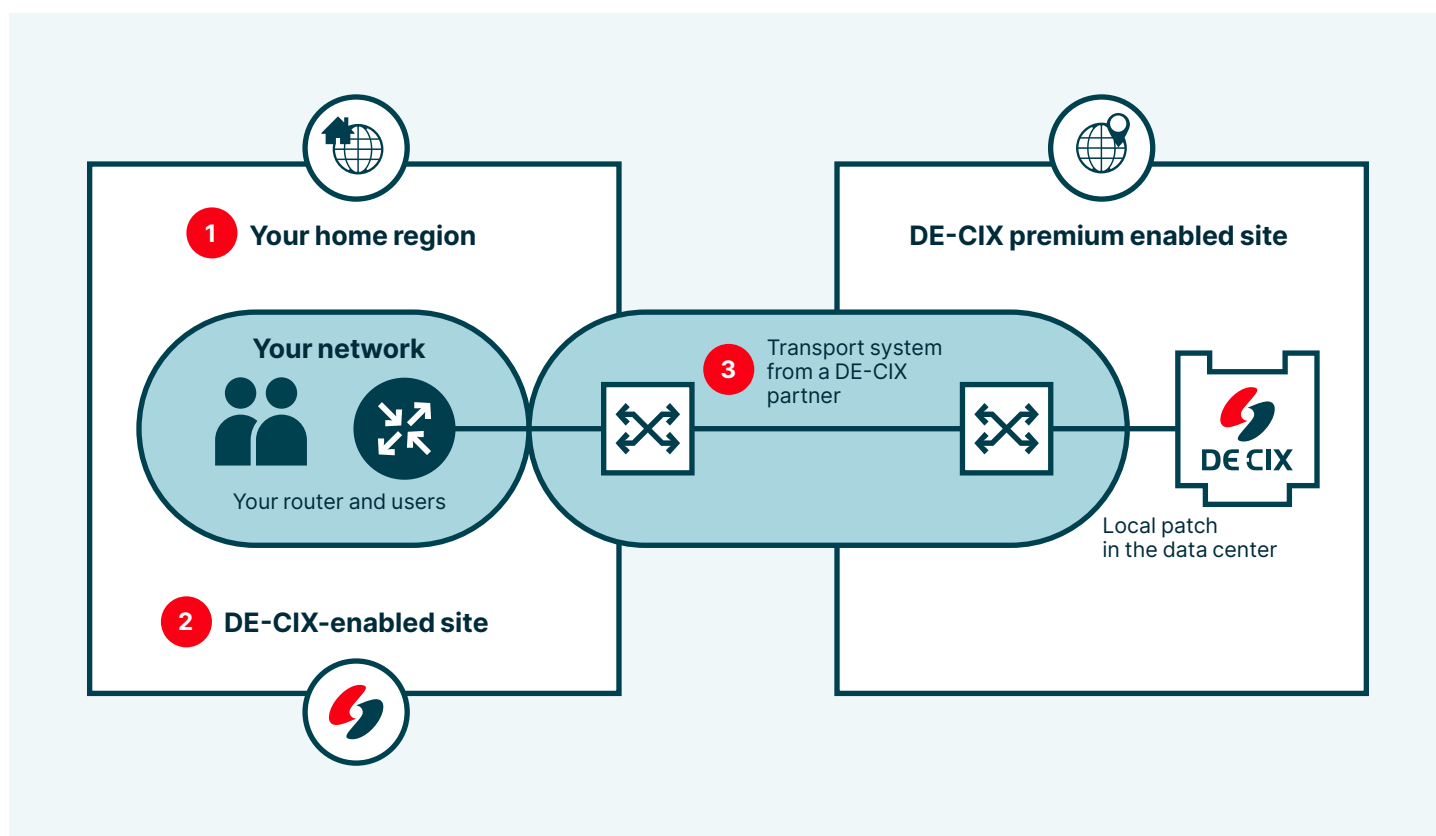 1
Your home region
DE-CIX premium enabled site
Your network
3
Transport system
from a DE-CIX
partner
DE CIX
Your router and users
Local patch
in the data center
2
DE-CIX-enabled site